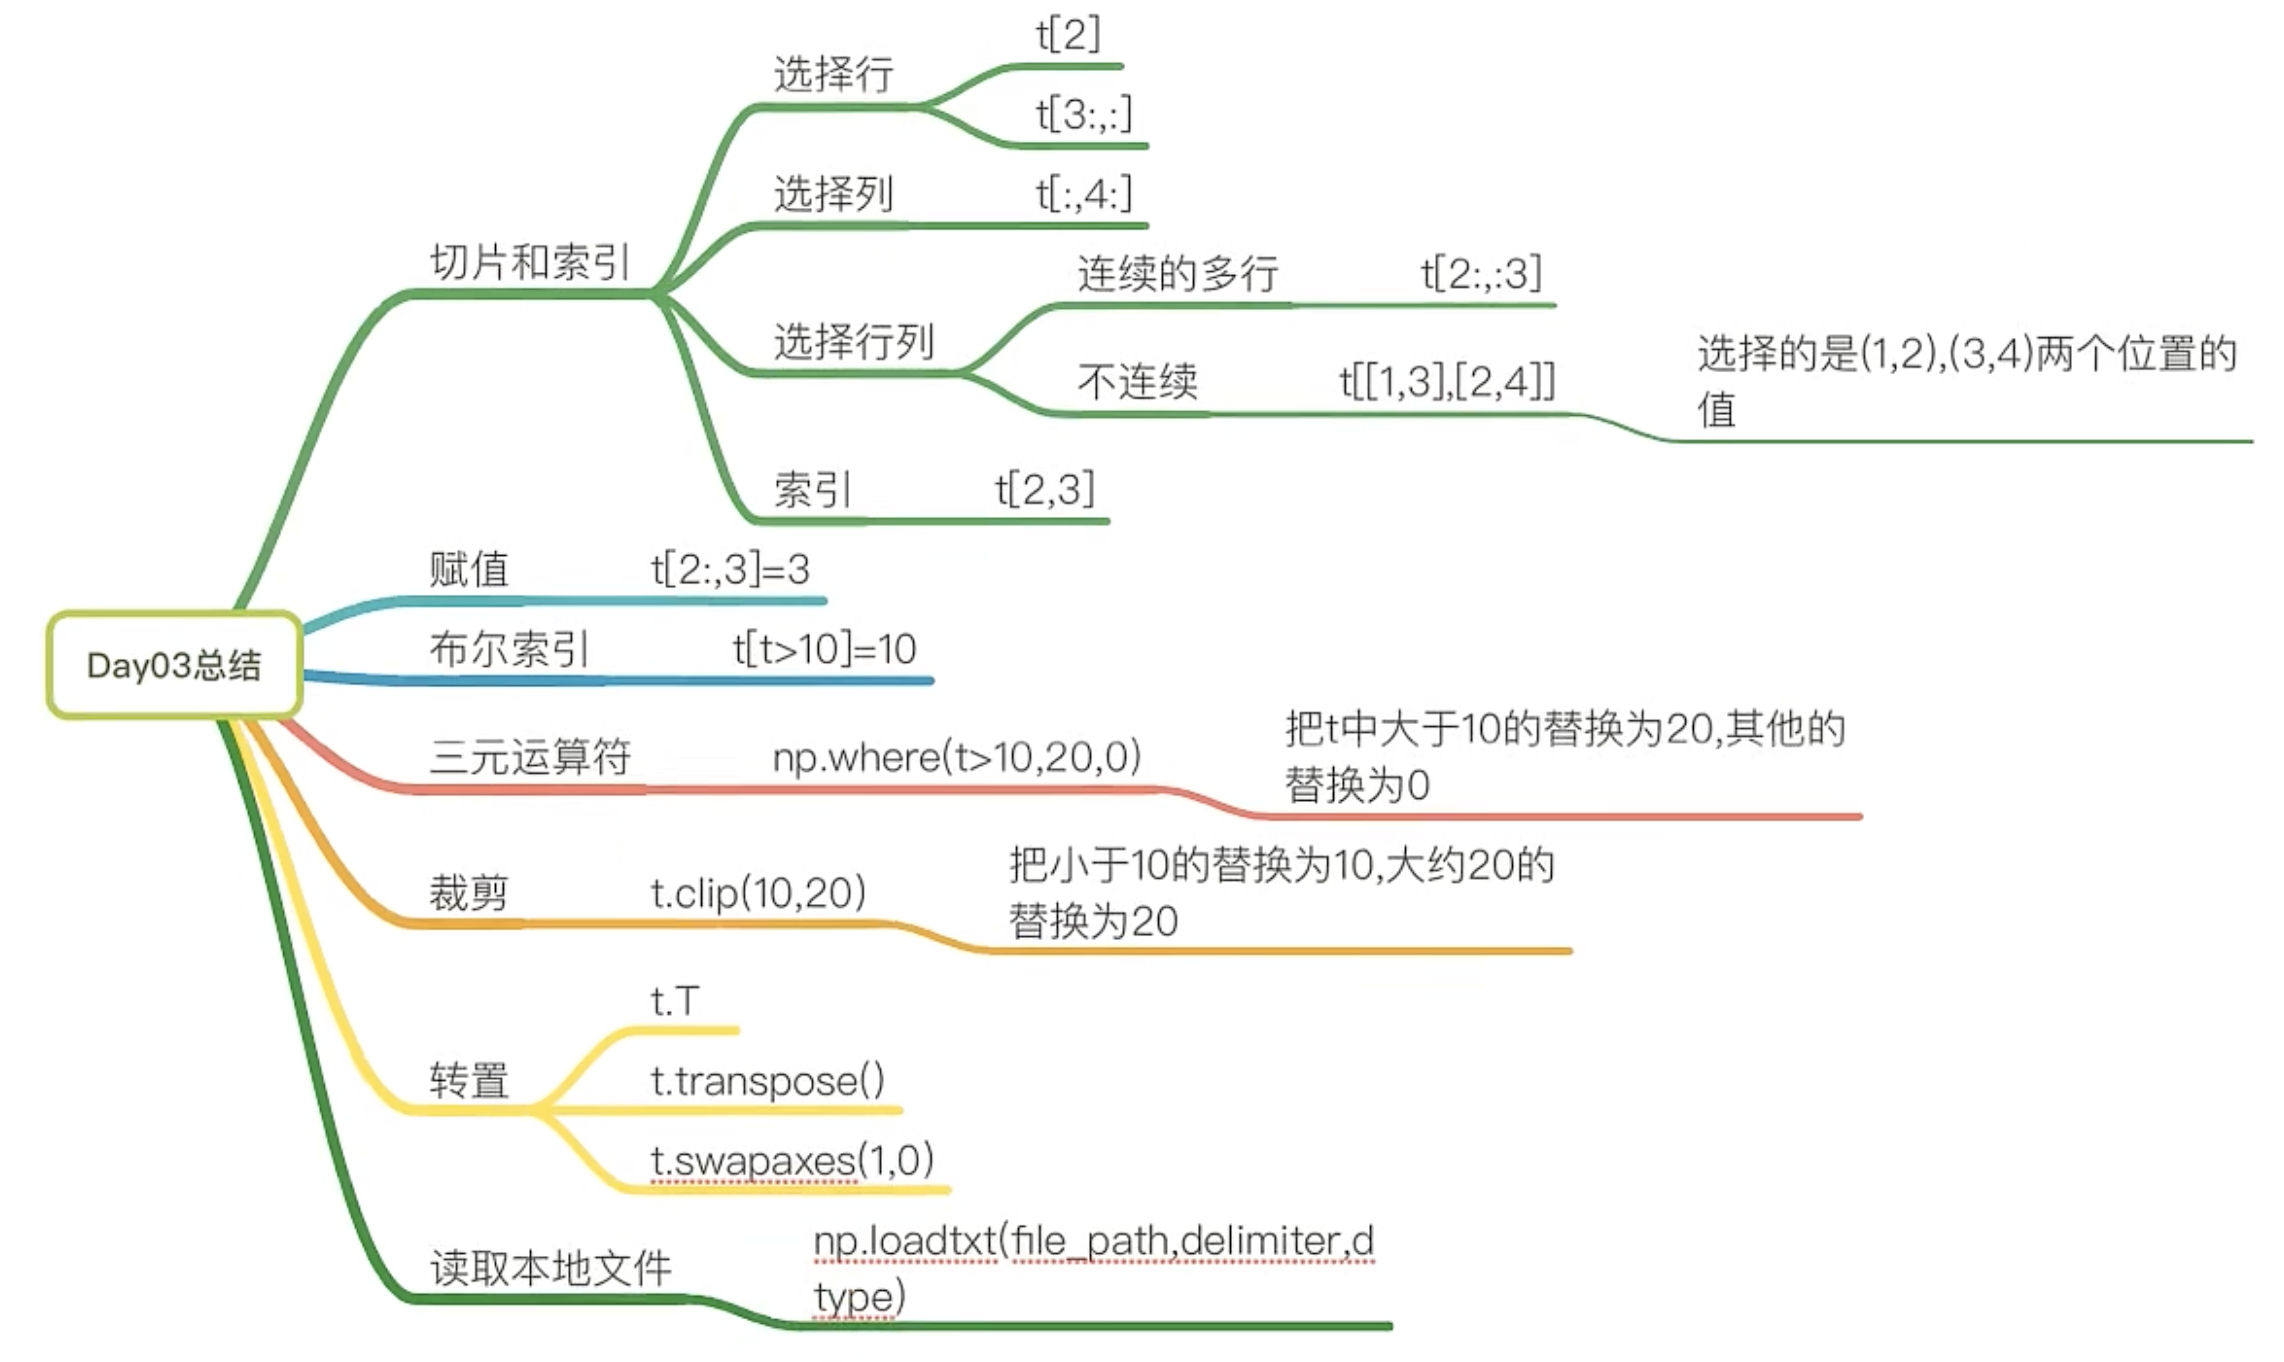 t[2]
选择行
t[3:,:]
选择列 t[:,4:]
切片和索引
连续的多行 t[2:,:3]
选择行列
不连续 t[[1,3],[2,4]]
选择的是(1,2),(3,4)两个位置的
值
索引 t[2,3]
赋值 t[2:,3]=3
Day03总结
布尔索引 t[t>10]=10
三元运算符 np.where(t>10,20,0)
把t中大于10的替换为20,其他的
替换为0
裁剪 t.clip(10,20)
把小于10的替换为10,大约20的
替换为20
t.T
转置 t.transpose()
t.swapaxes(1,0)
读取本地文件
np.loadtxt(file_path,delimiter,d
type)